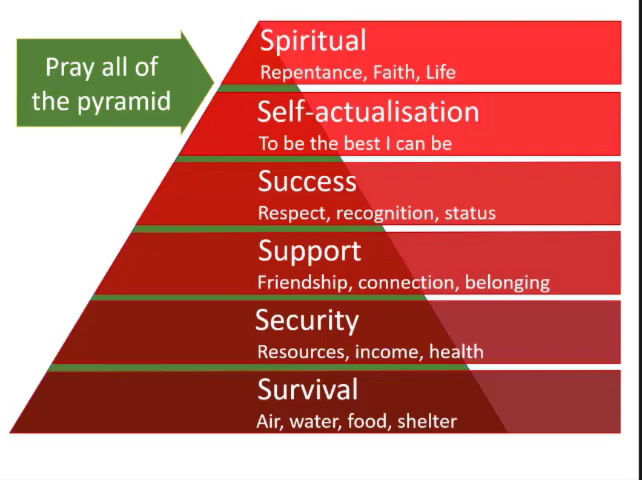 Pray all of
the pyramid
Spiritual
Repentance, Faith, Life
Self-actualisation
To be the best I can be
Success
Respect, recognition, status
Support
Friendship, connection, belonging
Security
Resources, income, health
Survival
Air, water, food, shelter